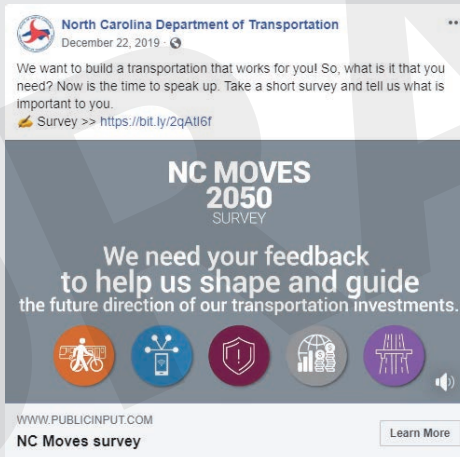 North Carolina Department of Transportation
December 22, 2019 ·
We want to build a transportation that works for you! So, what is it that you
need? Now is the time to speak up. Take a short survey and tell us what is
important to you.
✍ Survey >> https://bit.ly/2qAtI6f
NC MOVES
2050
SURVEY
We need your feedback
to help us shape and guide
the future direction of our transportation investments.
WWW.PUBLICINPUT.COM
NC Moves survey
Learn More